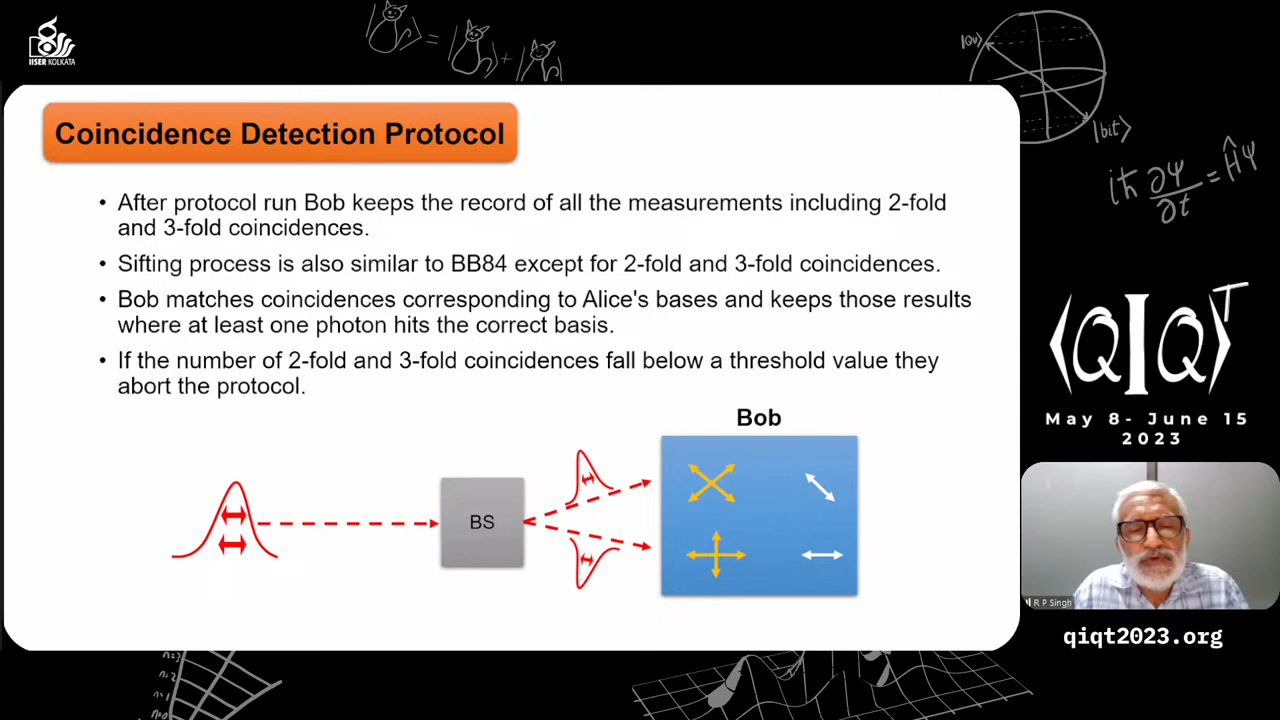 IISER KOLKATA
Coincidence Detection Protocol
• After protocol run Bob keeps the record of all the measurements including 2-fold
and 3-fold coincidences.
• Sifting process is also similar to BB84 except for 2-fold and 3-fold coincidences.
• Bob matches coincidences corresponding to Alice's bases and keeps those results
where at least one photon hits the correct basis.
• If the number of 2-fold and 3-fold coincidences fall below a threshold value they
abort the protocol.
Bob
BS
|Qu⟩
|bit⟩
iħ ∂ψ/∂t = Ĥψ
⟨QIQ⟩T
May 8- June 15
2023
R P Singh
qiqt2023.org
n=3
n=2
n=1
n=0